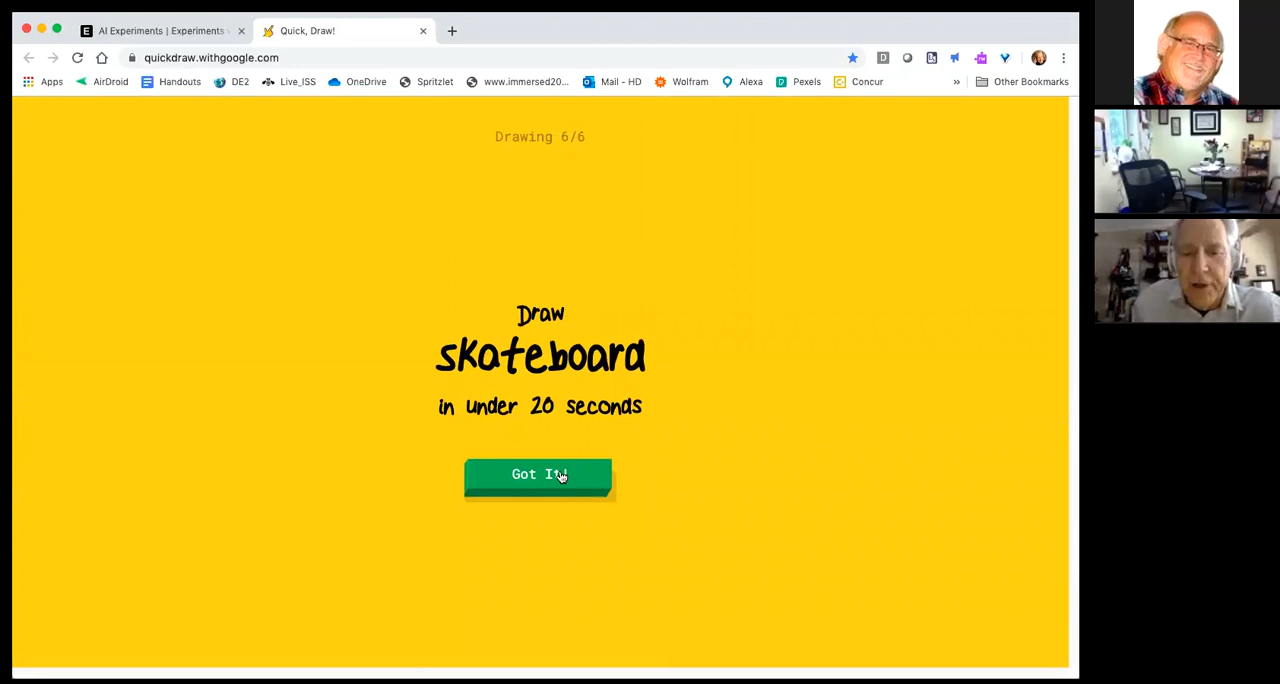 AI Experiments | Experiments
Quick, Draw!
quickdraw.withgoogle.com
Apps
AirDroid
Handouts
DE2
Live_ISS
OneDrive
Spritzlet
www.immersed20...
Mail - HD
Wolfram
Alexa
Pexels
Concur
»
Other Bookmarks
Drawing 6/6
Draw
skateboard
in under 20 seconds
Got It!